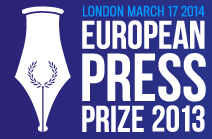 LONDON MARCH 17 2014
EUROPEAN
PRESS
PRIZE 2013